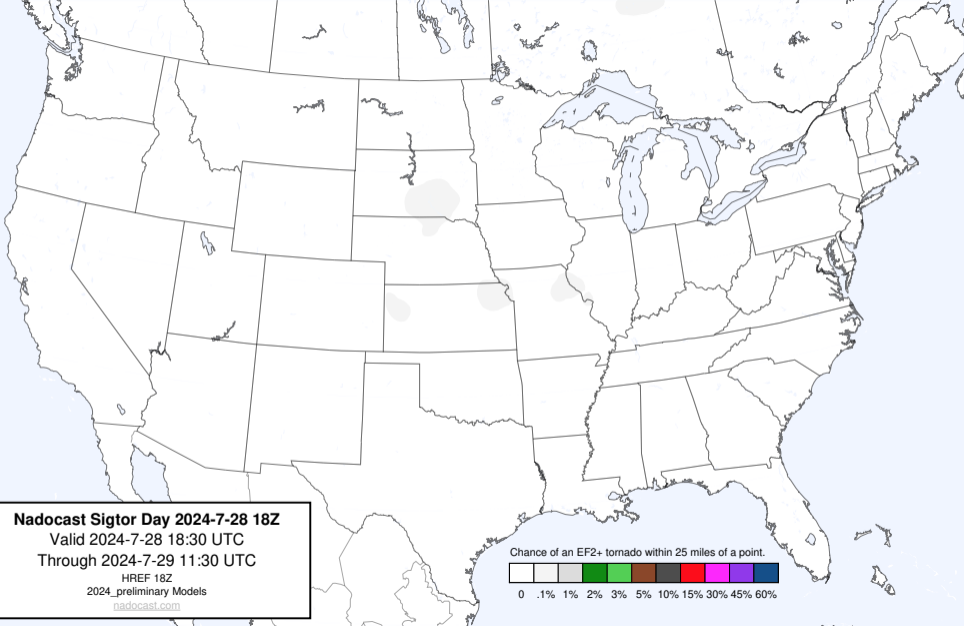 Nadocast Sigtor Day 2024-7-28 18Z
Valid 2024-7-28 18:30 UTC
Through 2024-7-29 11:30 UTC
HREF 18Z
2024_preliminary Models
nadocast.com
Chance of an EF2+ tornado within 25 miles of a point.
0 .1% 1% 2% 3% 5% 10% 15% 30% 45% 60%